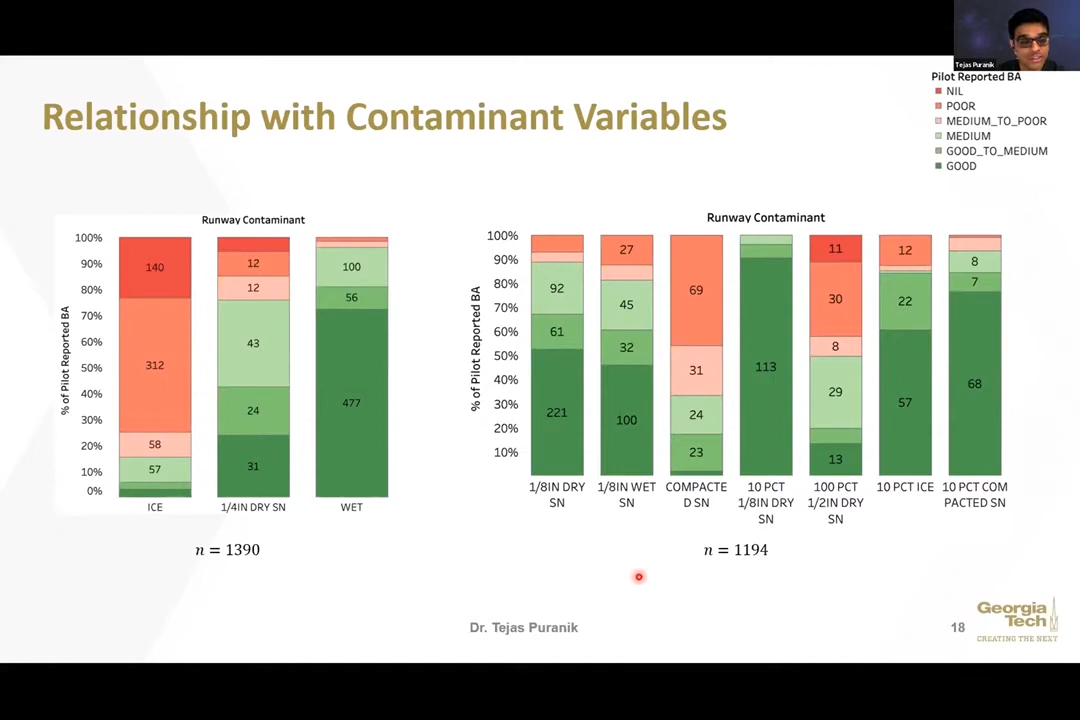 Tejas Puranik
Pilot Reported BA
NIL
POOR
MEDIUM_TO_POOR
MEDIUM
GOOD_TO_MEDIUM
GOOD
Relationship with Contaminant Variables
Runway Contaminant
% of Pilot Reported BA
100%
90%
80%
70%
60%
50%
40%
30%
20%
10%
0%
140
312
58
57
12
12
43
24
31
100
56
477
ICE
1/4IN DRY SN
WET
n = 1390
Runway Contaminant
% of Pilot Reported BA
100%
90%
80%
70%
60%
50%
40%
30%
20%
10%
92
61
221
27
45
32
100
69
31
24
23
113
11
30
8
29
13
12
22
57
8
7
68
1/8IN DRY
SN
1/8IN WET
SN
COMPACTE
D SN
10 PCT
1/8IN DRY
SN
100 PCT
1/2IN DRY
SN
10 PCT ICE
10 PCT COM
PACTED SN
n = 1194
Dr. Tejas Puranik
18
Georgia
Tech
CREATING THE NEXT